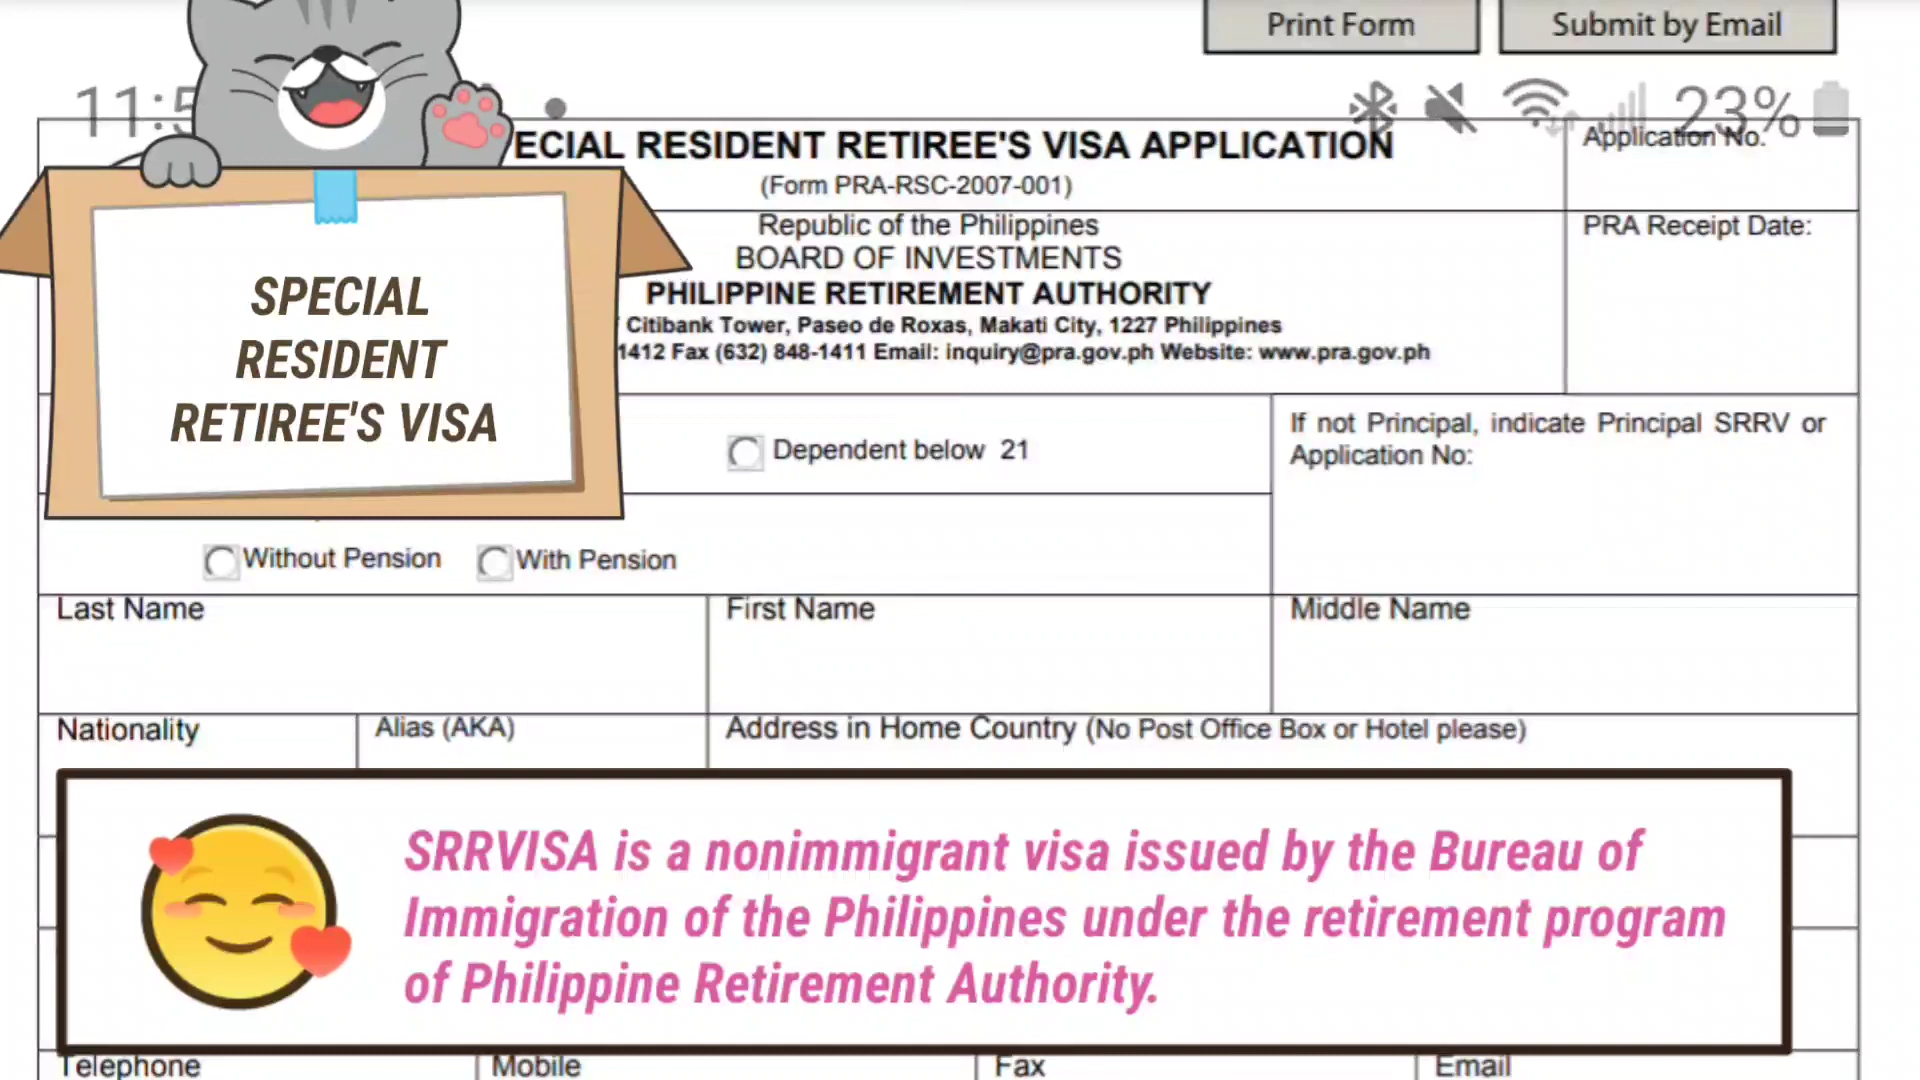 Print Form
Submit by Email
11:5
23%
ECIAL RESIDENT RETIREE'S VISA APPLICATION
Application No.
(Form PRA-RSC-2007-001)
Republic of the Philippines
PRA Receipt Date:
BOARD OF INVESTMENTS
PHILIPPINE RETIREMENT AUTHORITY
Citibank Tower, Paseo de Roxas, Makati City, 1227 Philippines
1412 Fax (632) 848-1411 Email: inquiry@pra.gov.ph Website: www.pra.gov.ph
SPECIAL
RESIDENT
RETIREE'S VISA
Dependent below 21
If not Principal, indicate Principal SRRV or
Application No:
Without Pension
With Pension
Last Name
First Name
Middle Name
Nationality
Alias (AKA)
Address in Home Country (No Post Office Box or Hotel please)
SRRVISA is a nonimmigrant visa issued by the Bureau of
Immigration of the Philippines under the retirement program
of Philippine Retirement Authority.
Telephone
Mobile
Fax
Email